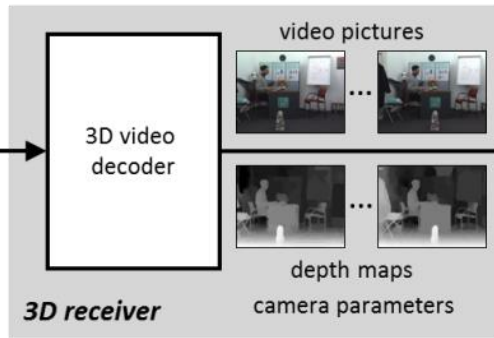 video pictures
...
3D video
decoder
...
depth maps
3D receiver
camera parameters